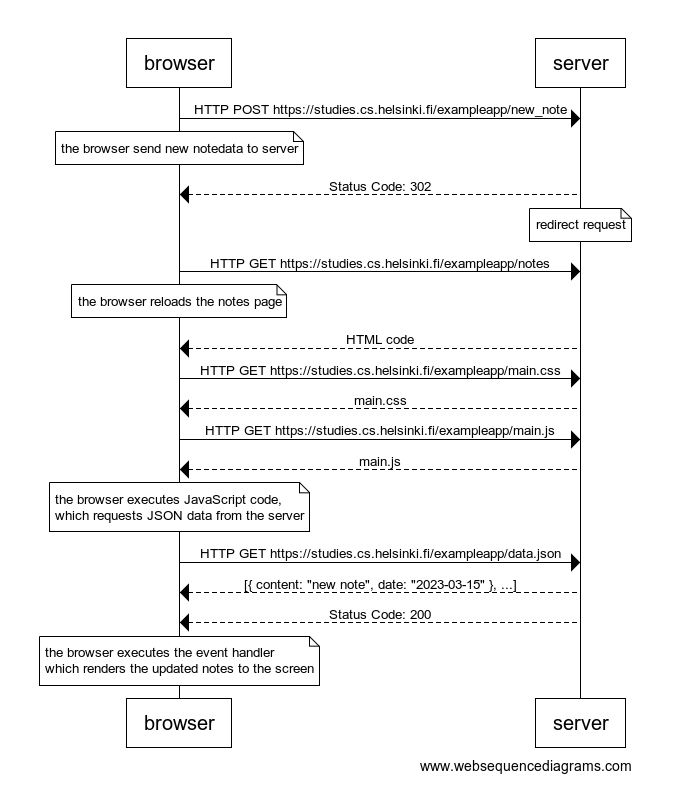 browser
server
HTTP POST https://studies.cs.helsinki.fi/exampleapp/new_note
the browser send new notedata to server
Status Code: 302
redirect request
HTTP GET https://studies.cs.helsinki.fi/exampleapp/notes
the browser reloads the notes page
HTML code
HTTP GET https://studies.cs.helsinki.fi/exampleapp/main.css
main.css
HTTP GET https://studies.cs.helsinki.fi/exampleapp/main.js
main.js
the browser executes JavaScript code,
which requests JSON data from the server
HTTP GET https://studies.cs.helsinki.fi/exampleapp/data.json
[{ content: "new note", date: "2023-03-15" }, ...]
Status Code: 200
the browser executes the event handler
which renders the updated notes to the screen
browser
server
www.websequencediagrams.com